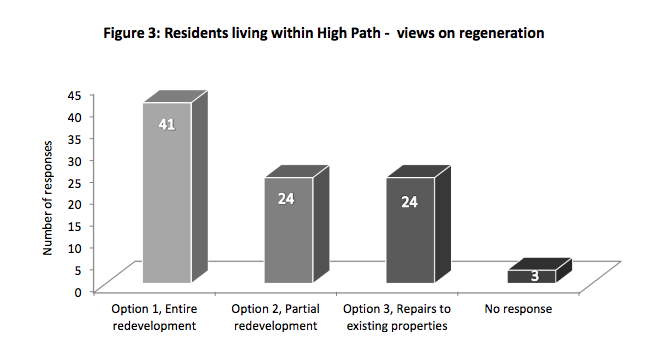 Figure 3: Residents living within High Path -  views on regeneration
Number of responses
45
40
35
30
25
20
15
10
5
0
41
24
24
3
Option 1, Entire
redevelopment
Option 2, Partial
redevelopment
Option 3, Repairs to
existing properties
No response